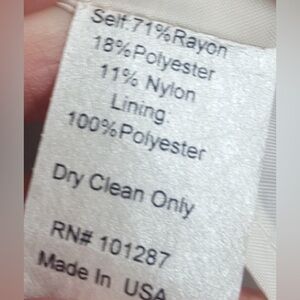 Self:71%Rayon
18%Polyester
11% Nylon
Lining:
100%Polyester
Dry Clean Only
RN# 101287
Made In USA